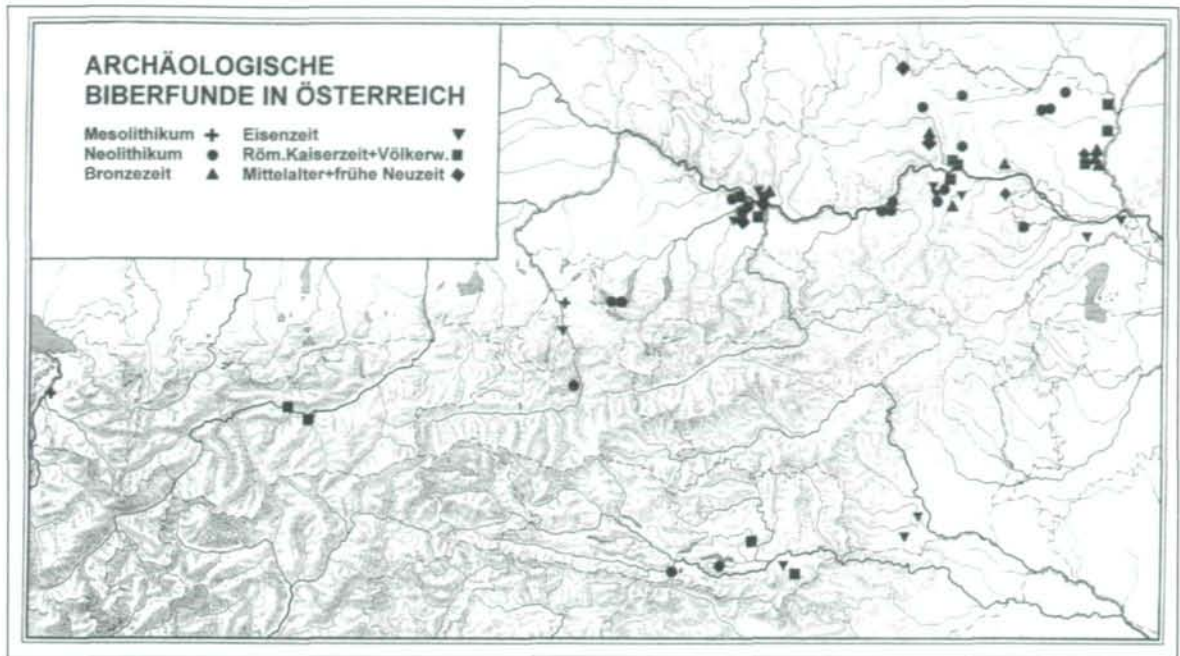 ARCHÄOLOGISCHE
BIBERFUNDE IN ÖSTERREICH
Mesolithikum Eisenzeit
Neolithikum Röm.Kaiserzeit+Völkerw.
Bronzezeit Mittelalter+frühe Neuzeit